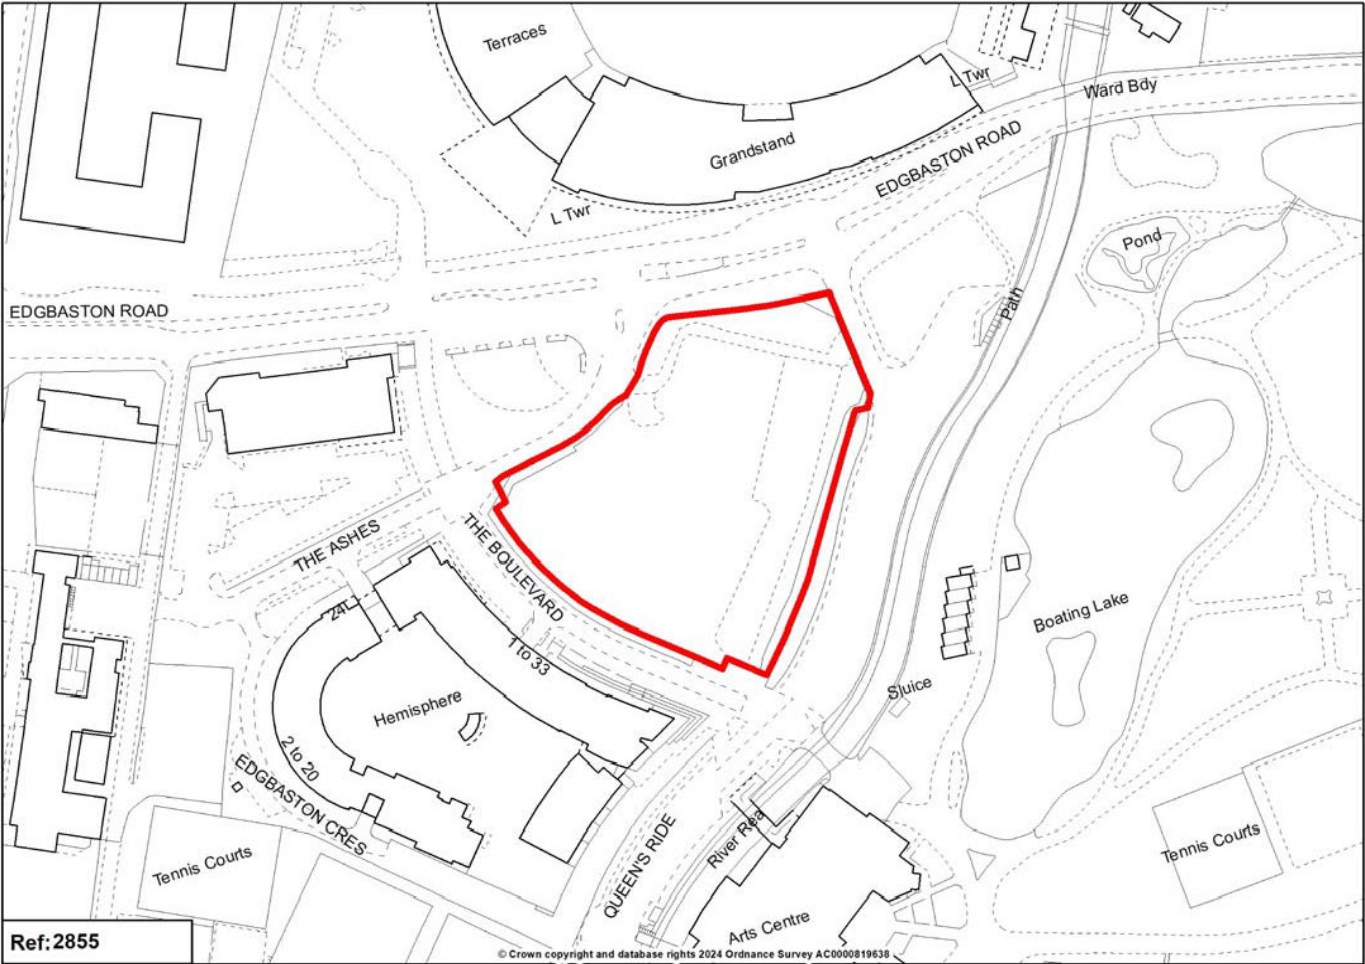 Terraces
L Twr
Ward Bdy
Grandstand
EDGBASTON ROAD
L Twr
Pond
EDGBASTON ROAD
Path
THE ASHES
THE BOULEVARD
24
1 to 33
Boating Lake
Sluice
Hemisphere
2 to 20
EDGBASTON CRES
Tennis Courts
QUEEN'S RIDE
River Rea
Tennis Courts
Arts Centre
Ref:2855
© Crown copyright and database rights 2024 Ordnance Survey AC0000819638